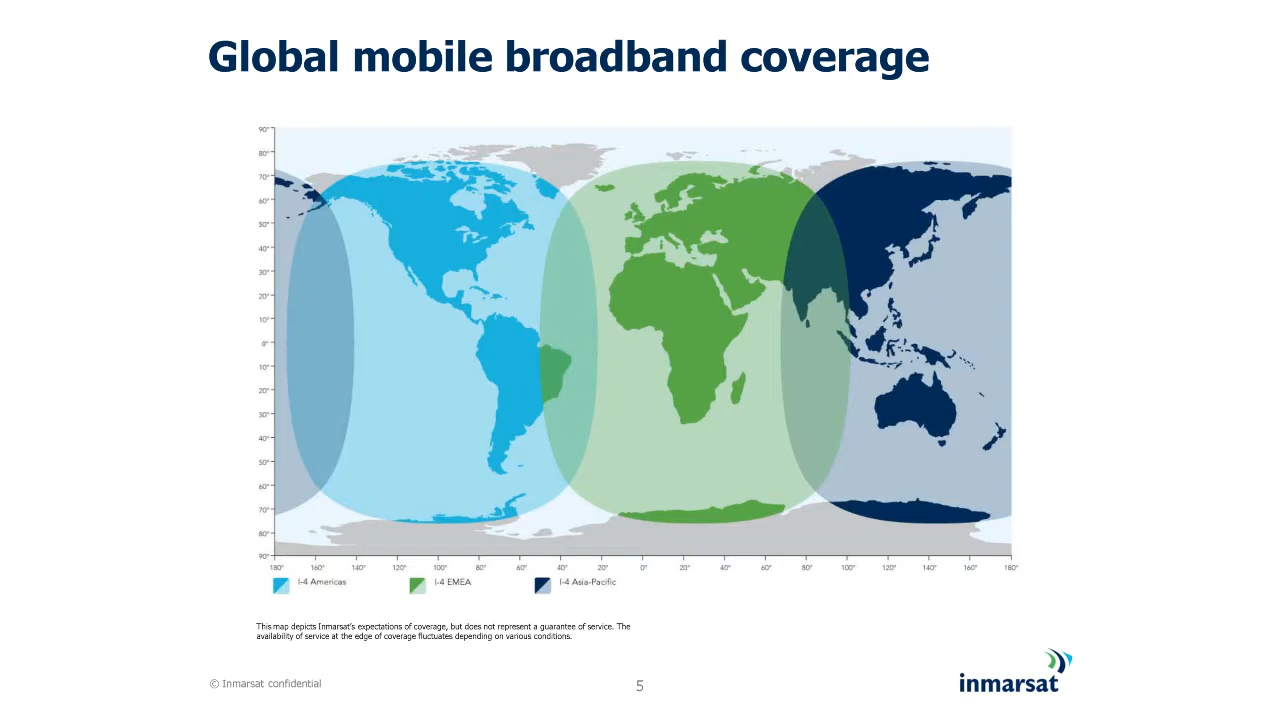 Global mobile broadband coverage
90°
80°
70°
60°
50°
40°
30°
20°
10°
0°
10°
20°
30°
40°
50°
60°
70°
80°
90°
180° 160° 140° 120° 100° 80° 60° 40° 20° 0° 20° 40° 60° 80° 100° 120° 140° 160° 180°
I-4 Americas I-4 EMEA I-4 Asia-Pacific
This map depicts Inmarsat's expectations of coverage, but does not represent a guarantee of service. The
availability of service at the edge of coverage fluctuates depending on various conditions.
© Inmarsat confidential
5
inmarsat